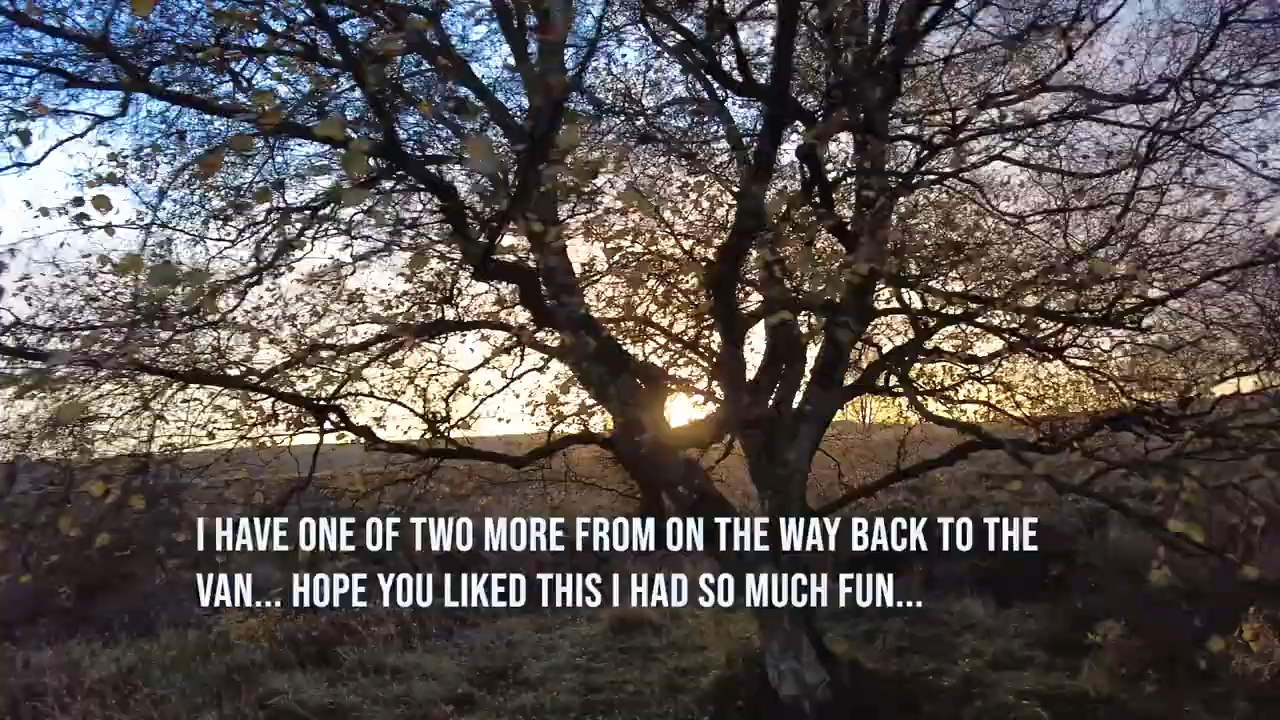 I HAVE ONE OF TWO MORE FROM ON THE WAY BACK TO THE
VAN... HOPE YOU LIKED THIS I HAD SO MUCH FUN...